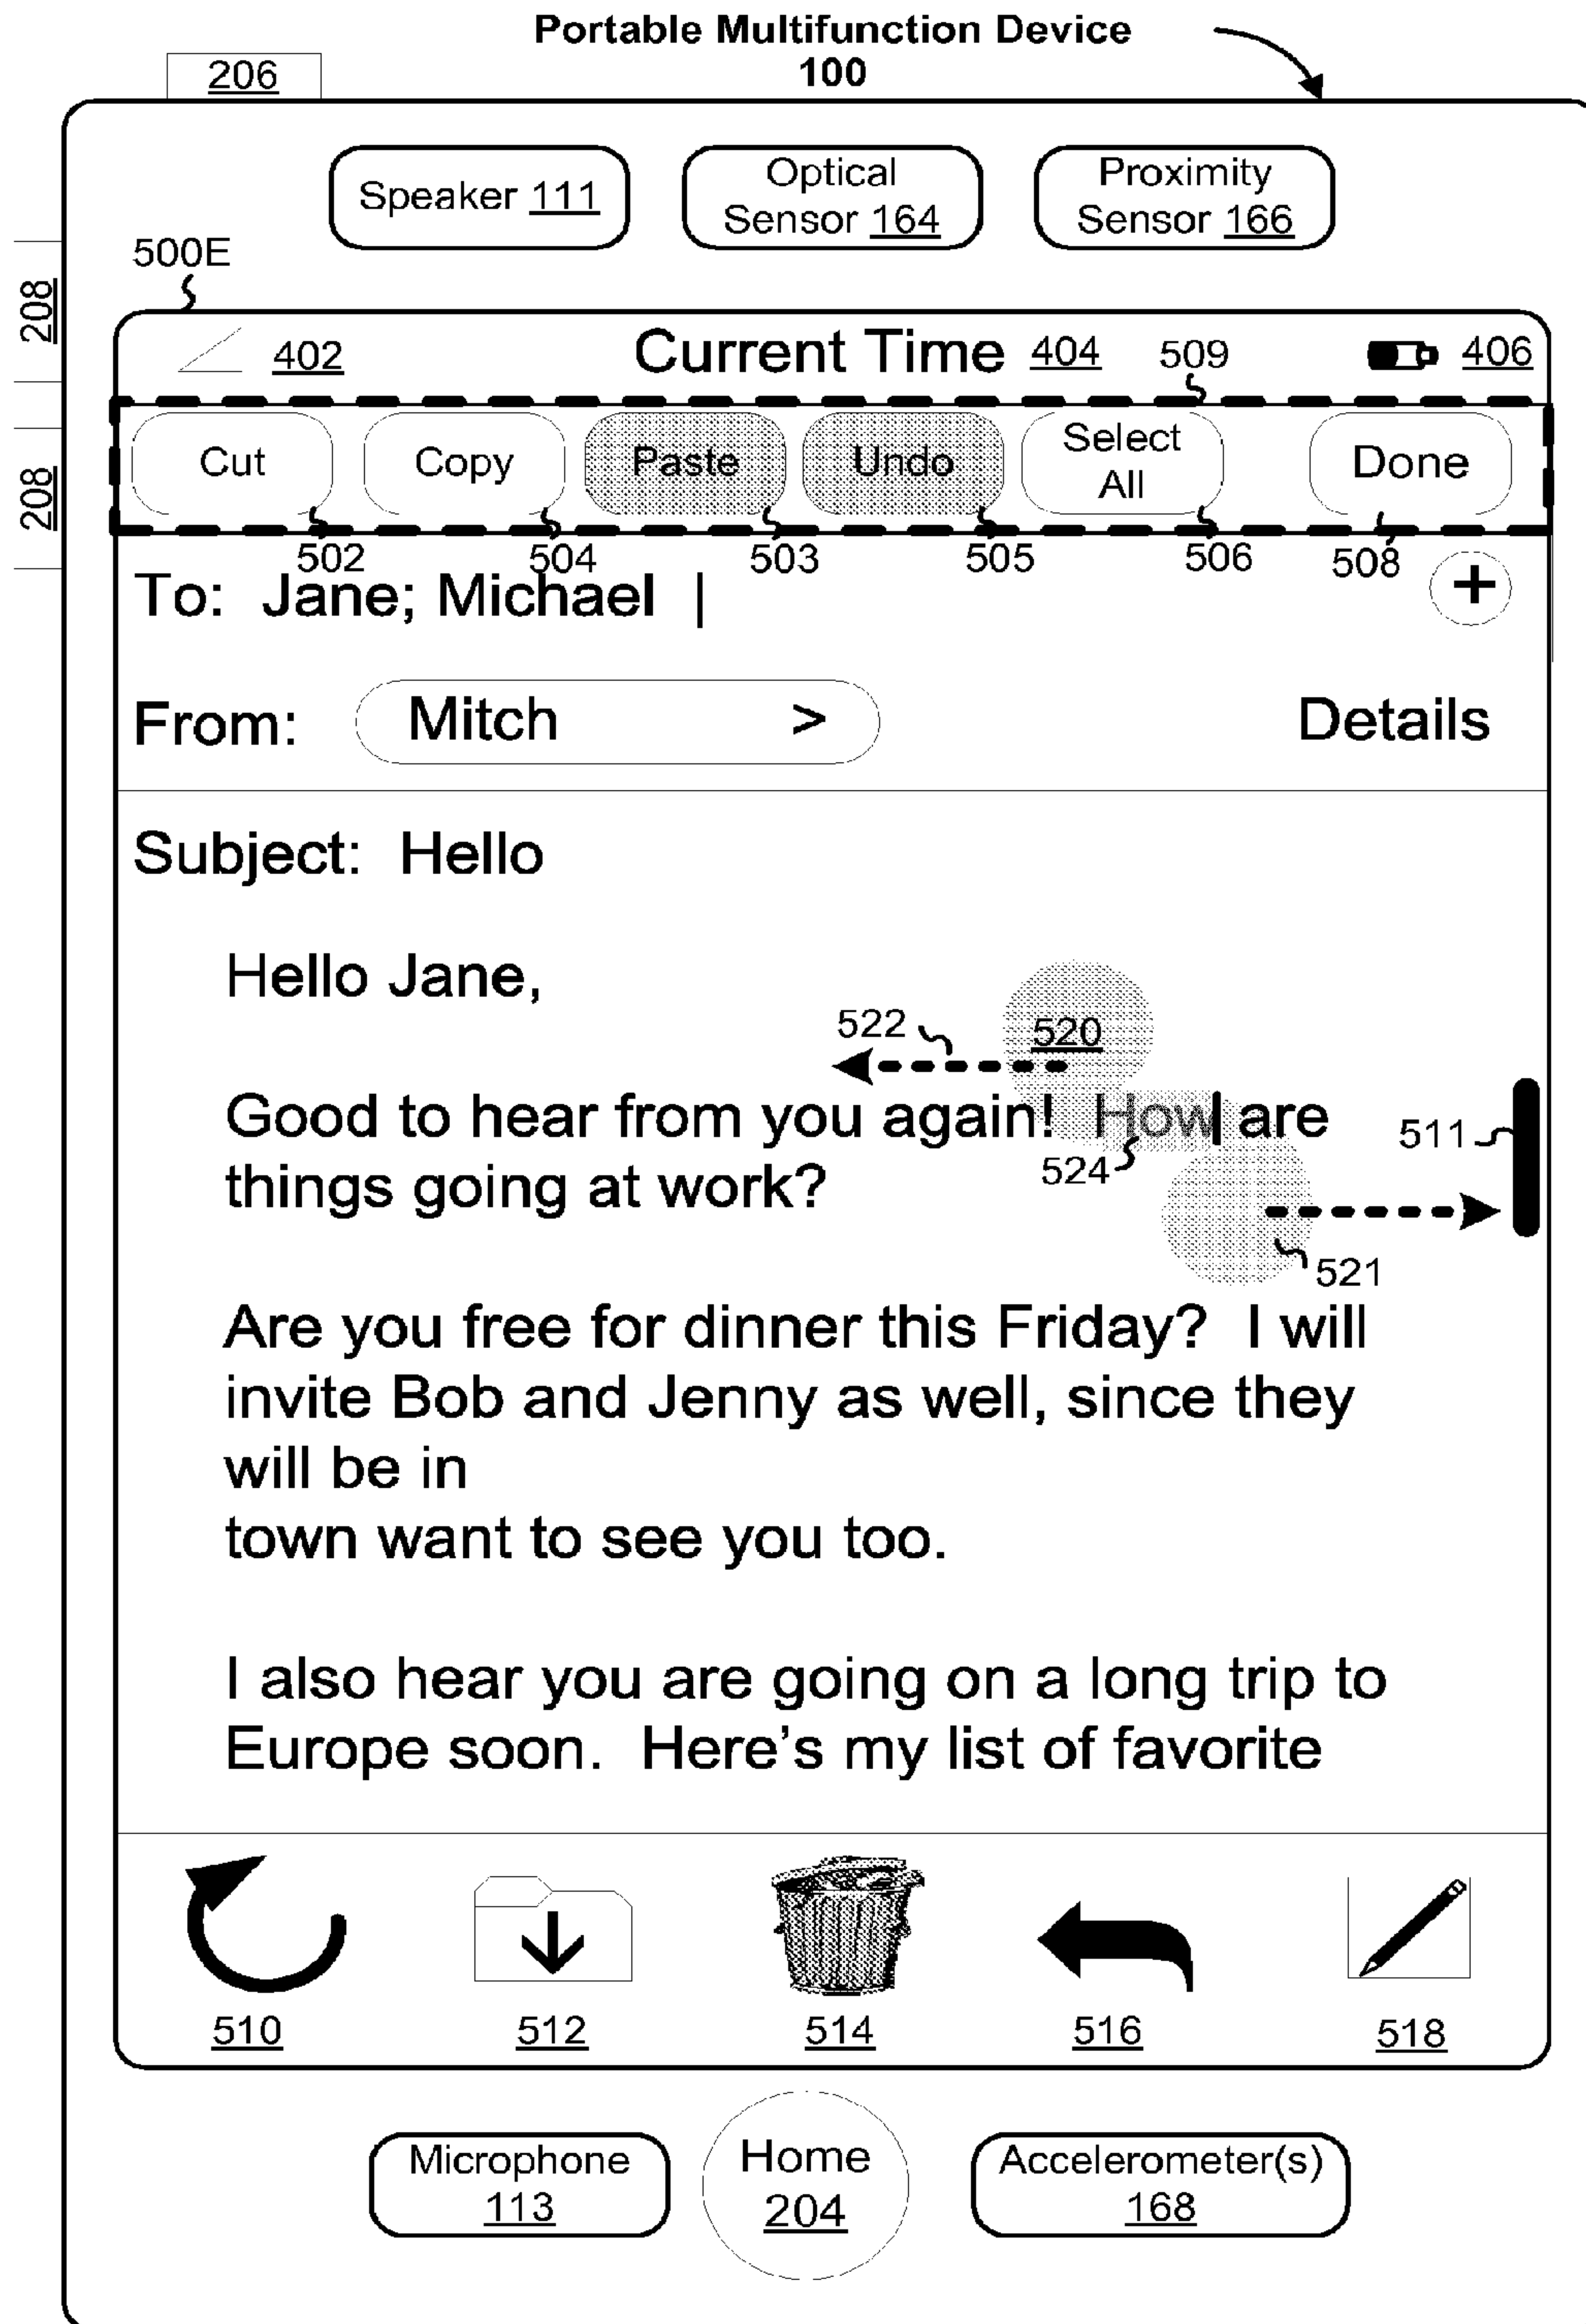 Portable Multifunction Device
100
206
Speaker 111
Optical
Sensor 164
Proximity
Sensor 166
500E
208
208
402
Current Time 404
509
406
Cut
Copy
Paste
Undo
Select
All
Done
502
504
503
505
506
508
To: Jane; Michael |
+
From:
Mitch >
Details
Subject: Hello
Hello Jane,
522
520
Good to hear from you again! How are
511
524
things going at work?
521
Are you free for dinner this Friday? I will
invite Bob and Jenny as well, since they
will be in
town want to see you too.
I also hear you are going on a long trip to
Europe soon. Here's my list of favorite
510
512
514
516
518
Microphone
113
Home
204
Accelerometer(s)
168